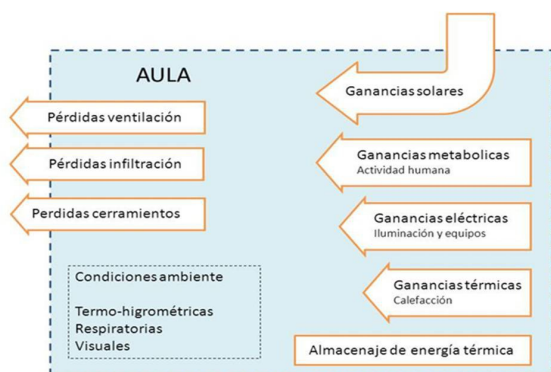 AULA
Ganancias solares
Pérdidas ventilación
Pérdidas infiltración
Perdidas cerramientos
Ganancias metabolicas
Actividad humana
Ganancias eléctricas
Iluminación y equipos
Ganancias térmicas
Calefacción
Condiciones ambiente
Termo-higrométricas
Respiratorias
Visuales
Almacenaje de energía térmica